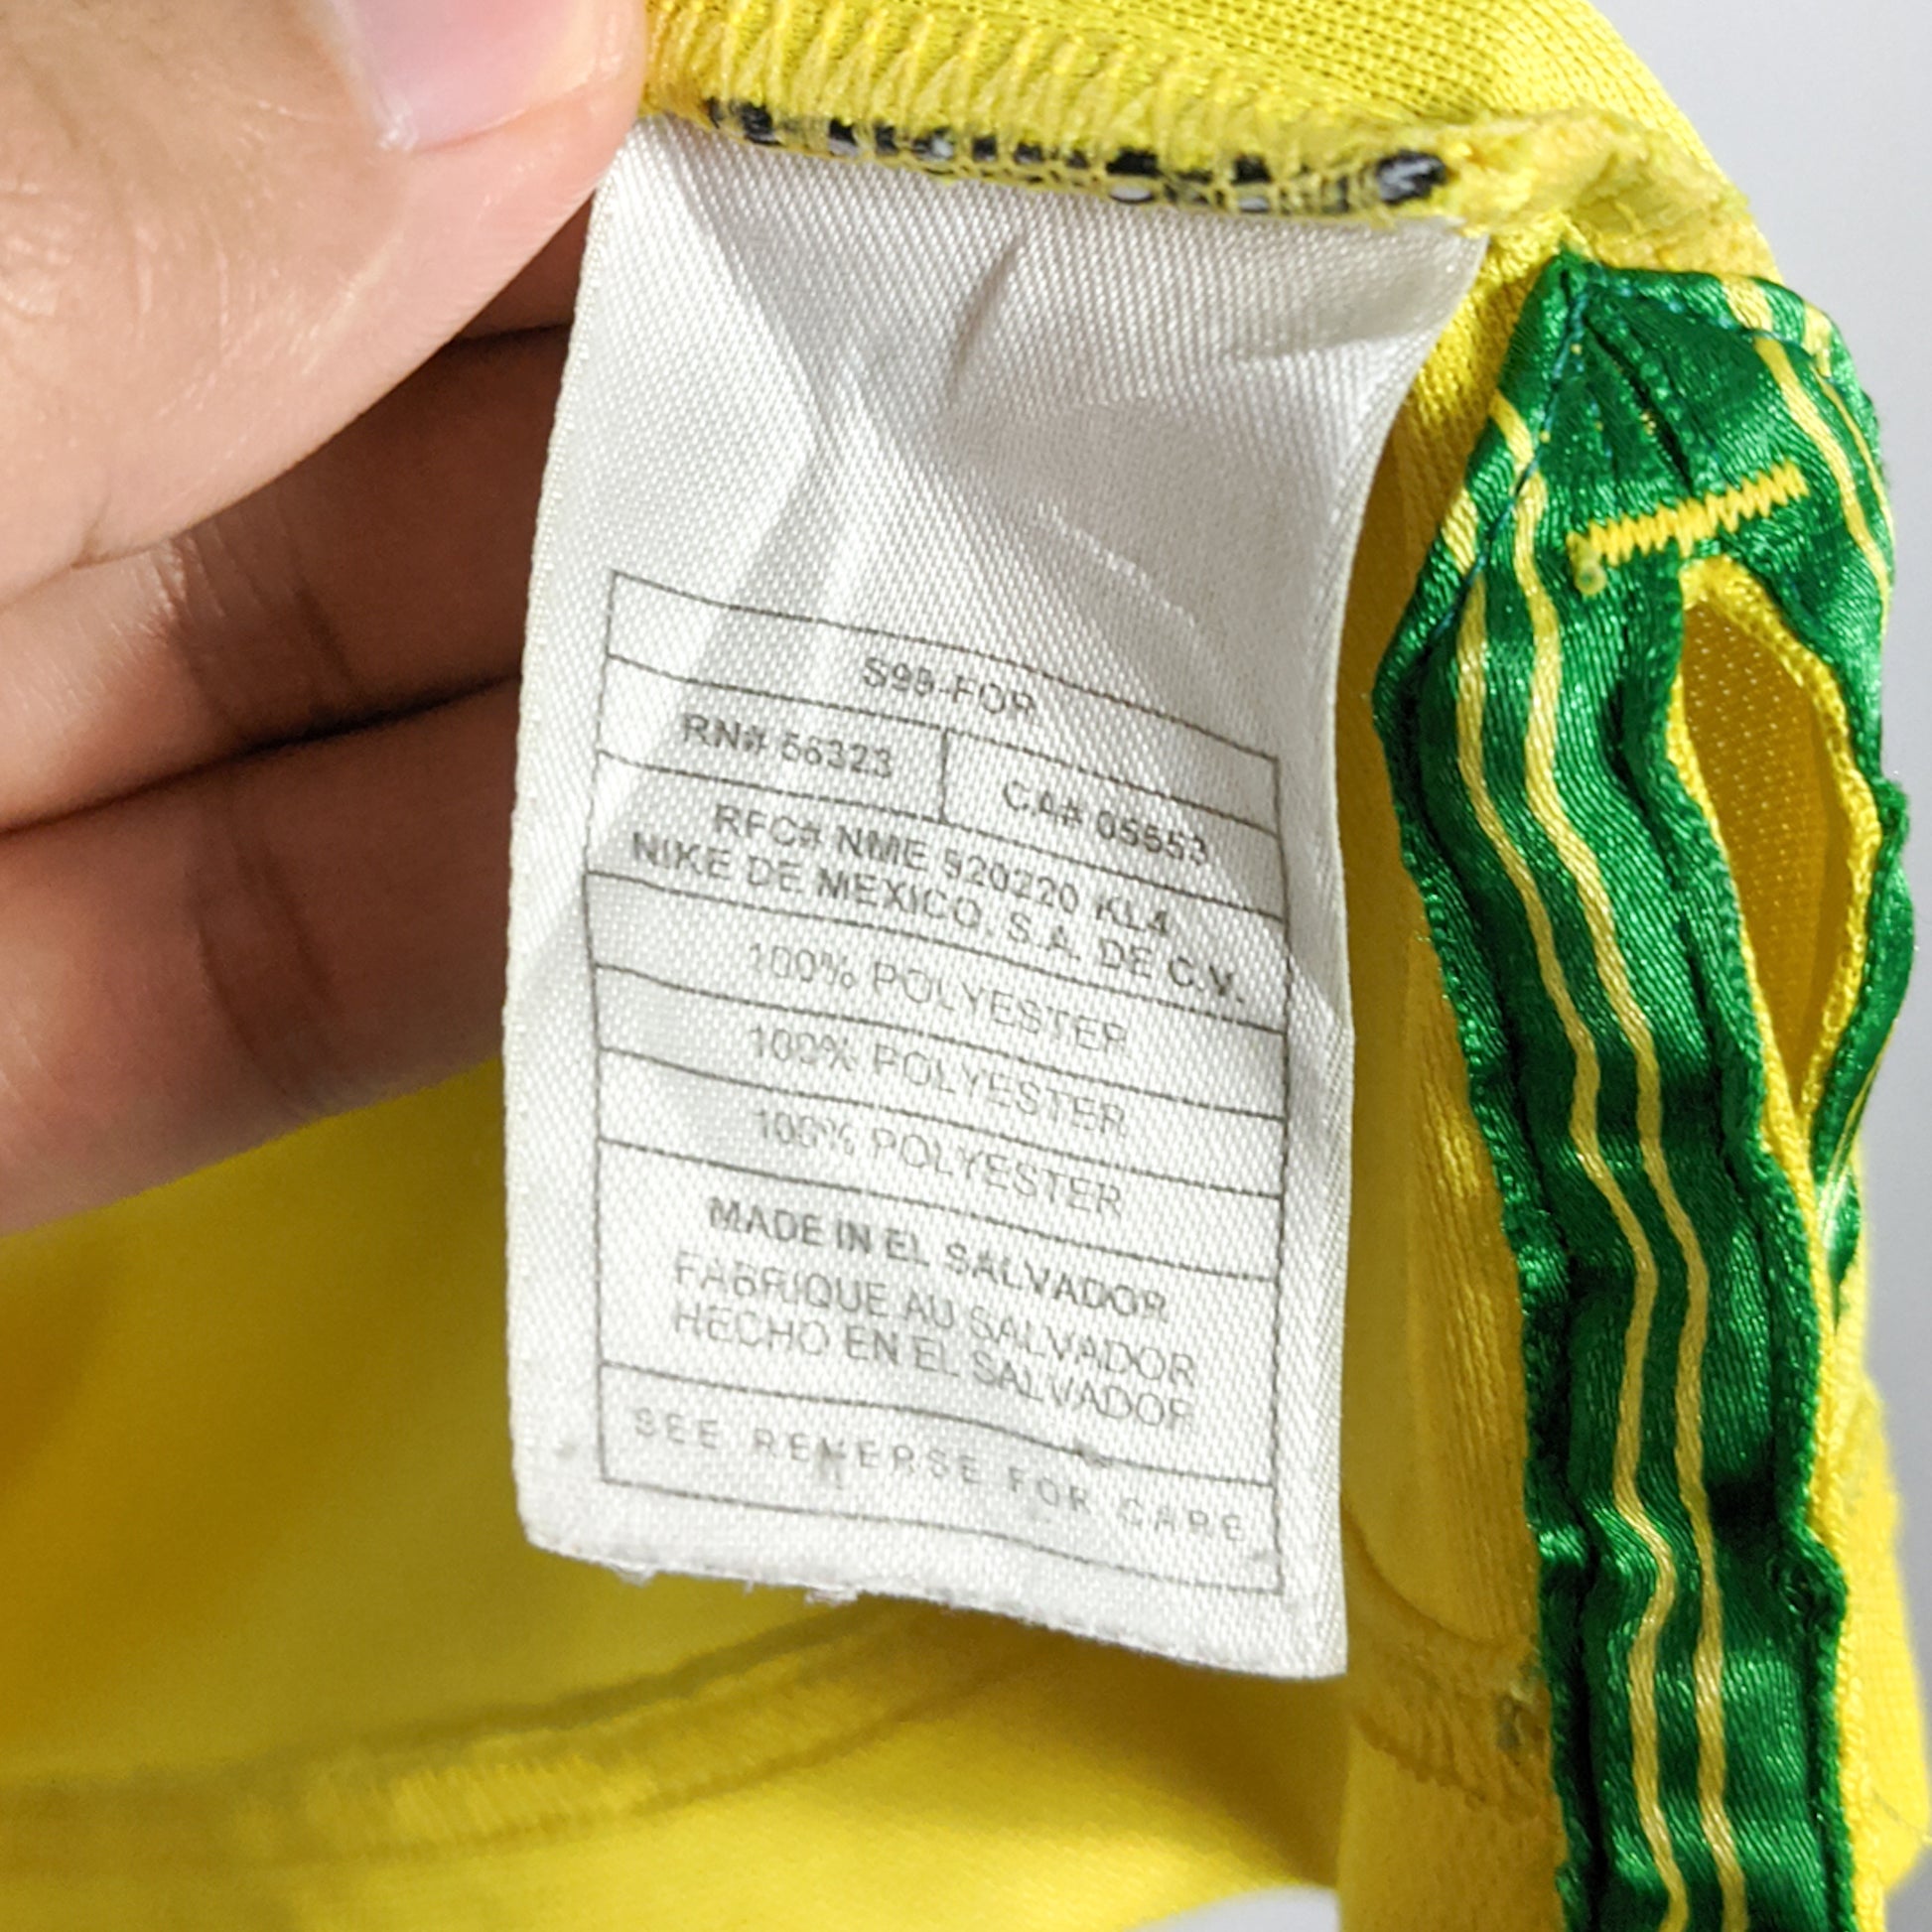 S98-FOR
RN# 56323
CA# 05553
RFC# NME 920220 KL4
NIKE DE MEXICO, S.A. DE C.V.
100% POLYESTER
100% POLYESTER
100% POLYESTER
MADE IN EL SALVADOR
FABRIQUE AU SALVADOR
HECHO EN EL SALVADOR
SEE REVERSE FOR CARE